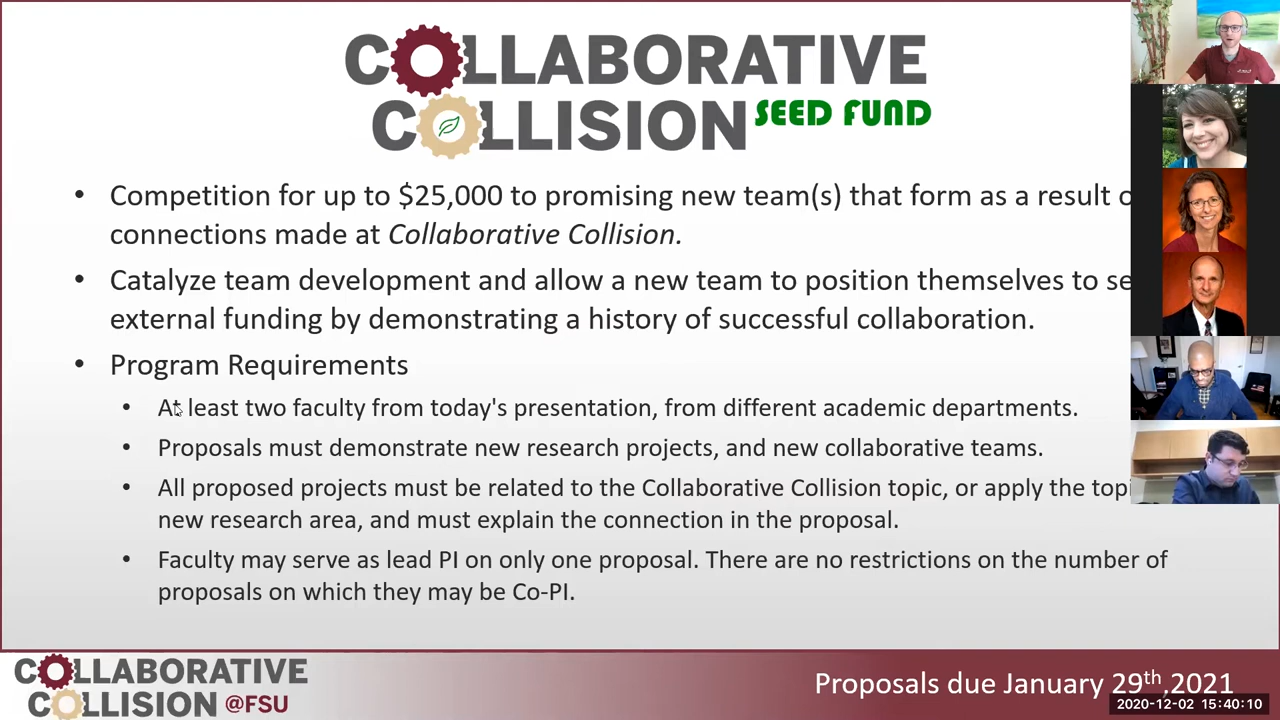 COLLABORATIVE
COLLISION SEED FUND
• Competition for up to $25,000 to promising new team(s) that form as a result
connections made at Collaborative Collision.
• Catalyze team development and allow a new team to position themselves to
external funding by demonstrating a history of successful collaboration.
• Program Requirements
• At least two faculty from today's presentation, from different academic departments.
• Proposals must demonstrate new research projects, and new collaborative teams.
• All proposed projects must be related to the Collaborative Collision topic, or apply the
new research area, and must explain the connection in the proposal.
• Faculty may serve as lead PI on only one proposal. There are no restrictions on the number of
proposals on which they may be Co-PI.
COLLABORATIVE
COLLISION @FSU
Proposals due January 29th,2021
2020-12-02 15:40:10